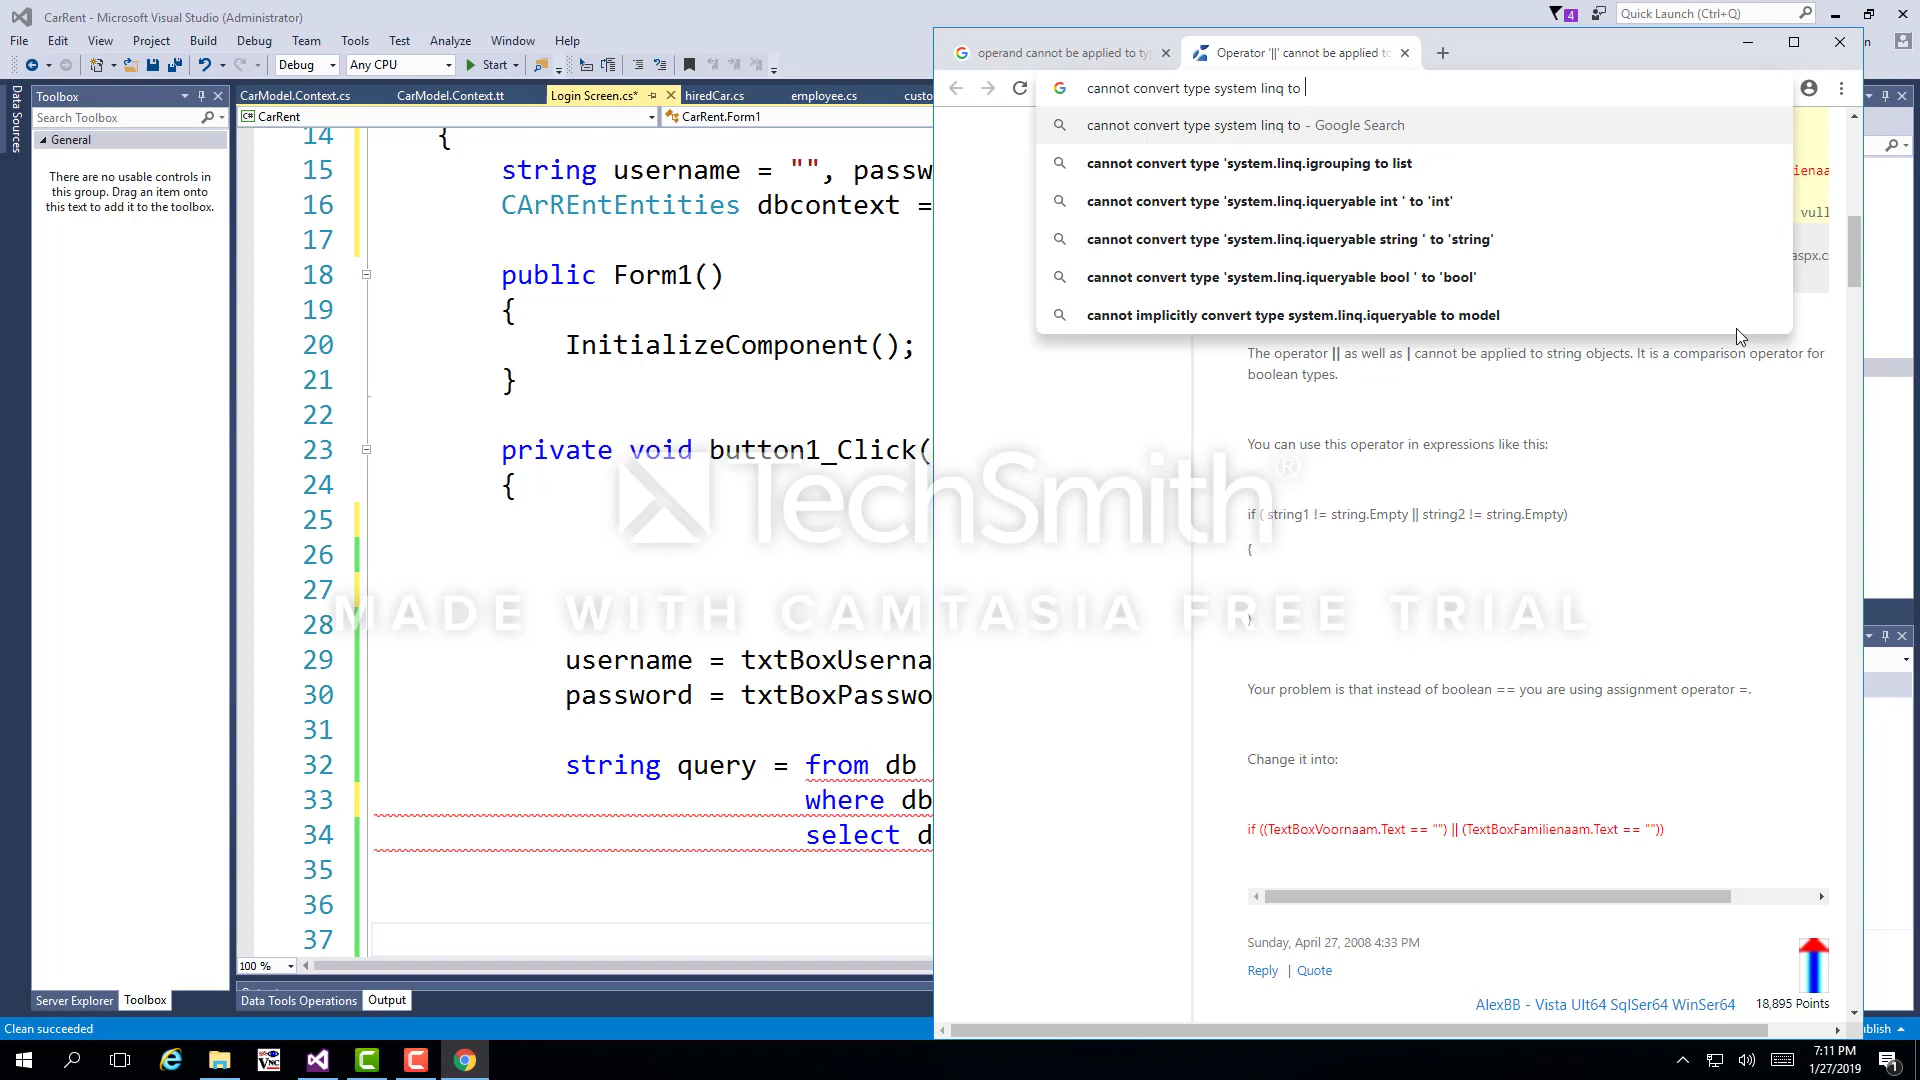 CarRent - Microsoft Visual Studio (Administrator)
4
Quick Launch (Ctrl+Q)
File Edit View Project Build Debug Team Tools Test Analyze Window Help
Debug Any CPU Start
Data Sources
Toolbox
Search Toolbox
General
There are no usable controls in
this group. Drag an item onto
this text to add it to the toolbox.
Server Explorer Toolbox
CarModel.Context.cs CarModel.Context.tt Login Screen.cs* hiredCar.cs employee.cs custo
CarRent CarRent.Form1
14 {
15 string username = "", passw
16 CArREntEntities dbcontext =
17
18 public Form1()
19 {
20 InitializeComponent();
21 }
22
23 private void button1_Click(
24 {
25
26
27
28
29 username = txtBoxUserna
30 password = txtBoxPasswo
31
32 string query = from db
33 where db
34 select d
35
36
37
100 %
Data Tools Operations Output
Clean succeeded
operand cannot be applied to ty
Operator '||' cannot be applied to
cannot convert type system linq to
cannot convert type system linq to - Google Search
cannot convert type 'system.linq.igrouping to list
cannot convert type 'system.linq.iqueryable int ' to 'int'
cannot convert type 'system.linq.iqueryable string ' to 'string'
cannot convert type 'system.linq.iqueryable bool ' to 'bool'
cannot implicitly convert type system.linq.iqueryable to model
ienaa
vull
aspx.c
The operator || as well as | cannot be applied to string objects. It is a comparison operator for
boolean types.
You can use this operator in expressions like this:
if ( string1 != string.Empty || string2 != string.Empty)
{
}
Your problem is that instead of boolean == you are using assignment operator =.
Change it into:
if ((TextBoxVoornaam.Text == "") || (TextBoxFamilienaam.Text == ""))
Sunday, April 27, 2008 4:33 PM
Reply | Quote
AlexBB - Vista Ult64 SqlSer64 WinSer64 18,895 Points
TechSmith®
MADE WITH CAMTASIA FREE TRIAL
ublish
7:11 PM
1/27/2019
1